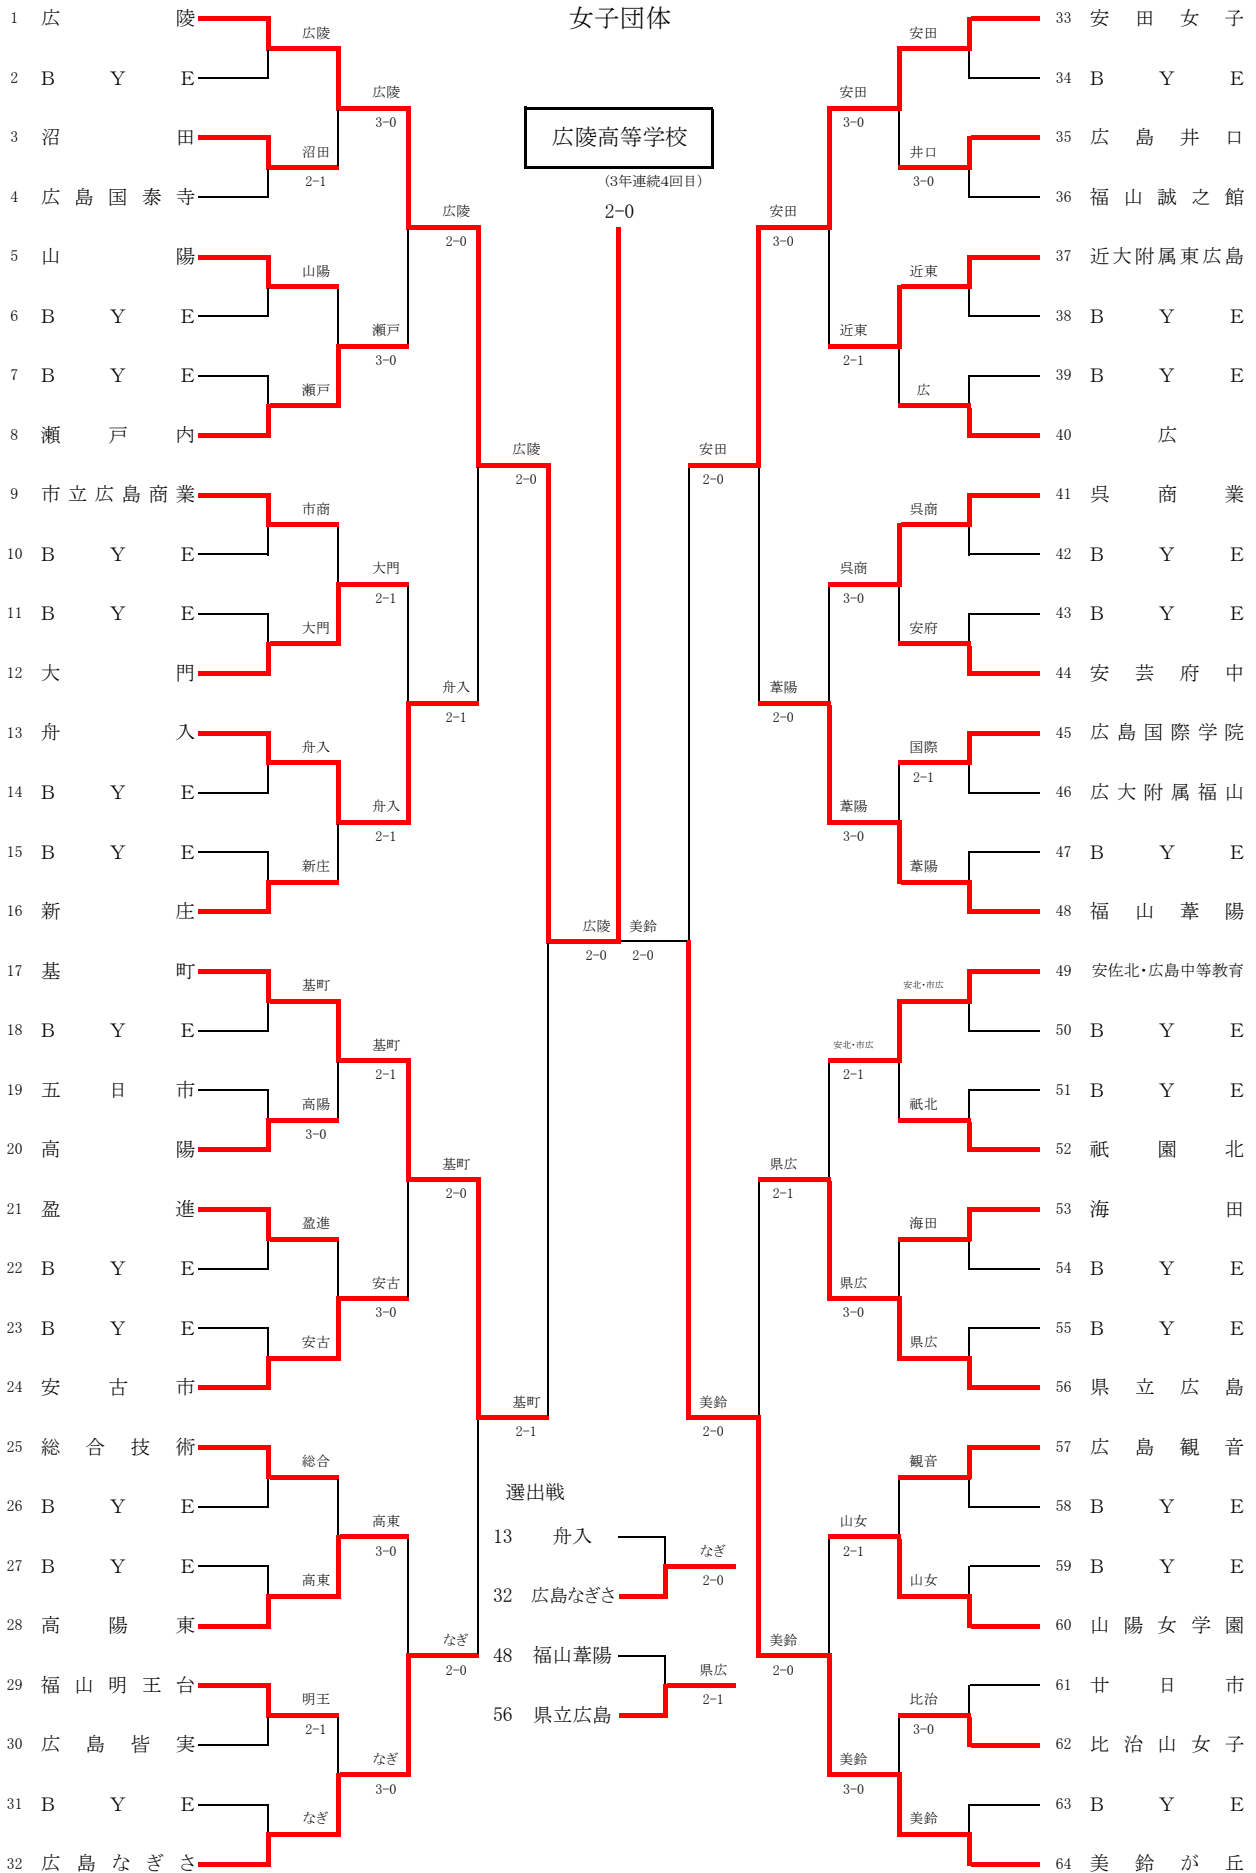 女子団体
広陵高等学校
(3年連続4回目)
2-0
1 広陵
2 BYE
3 沼田
4 広島国泰寺
5 山陽
6 BYE
7 BYE
8 瀬戸内
9 市立広島商業
10 BYE
11 BYE
12 大門
13 舟入
14 BYE
15 BYE
16 新庄
17 基町
18 BYE
19 五日市
20 高陽
21 盈進
22 BYE
23 BYE
24 安古市
25 総合技術
26 BYE
27 BYE
28 高陽東
29 福山明王台
30 広島皆実
31 BYE
32 広島なぎさ
広陵
沼田
2-1
山陽
瀬戸
市商
大門
舟入
新庄
基町
高陽
3-0
盈進
安古
総合
高東
明王
2-1
なぎ
広陵
3-0
瀬戸
3-0
大門
2-1
舟入
2-1
基町
2-1
安古
3-0
高東
3-0
なぎ
3-0
広陵
2-0
舟入
2-1
基町
2-0
なぎ
2-0
広陵
2-0
基町
2-1
広陵
2-0
美鈴
2-0
安田
2-0
美鈴
2-0
安田
3-0
葦陽
2-0
県広
2-1
美鈴
2-0
安田
3-0
近東
2-1
呉商
3-0
葦陽
3-0
安北・市広
2-1
県広
3-0
山女
2-1
美鈴
3-0
安田
井口
3-0
近東
広
呉商
安府
国際
2-1
葦陽
安北・市広
祇北
海田
県広
観音
山女
比治
3-0
美鈴
33 安田女子
34 BYE
35 広島井口
36 福山誠之館
37 近大附属東広島
38 BYE
39 BYE
40 広
41 呉商業
42 BYE
43 BYE
44 安芸府中
45 広島国際学院
46 広大附属福山
47 BYE
48 福山葦陽
49 安佐北・広島中等教育
50 BYE
51 BYE
52 祇園北
53 海田
54 BYE
55 BYE
56 県立広島
57 広島観音
58 BYE
59 BYE
60 山陽女学園
61 廿日市
62 比治山女子
63 BYE
64 美鈴が丘
選出戦
13 舟入
32 広島なぎさ
なぎ
2-0
48 福山葦陽
56 県立広島
県広
2-1